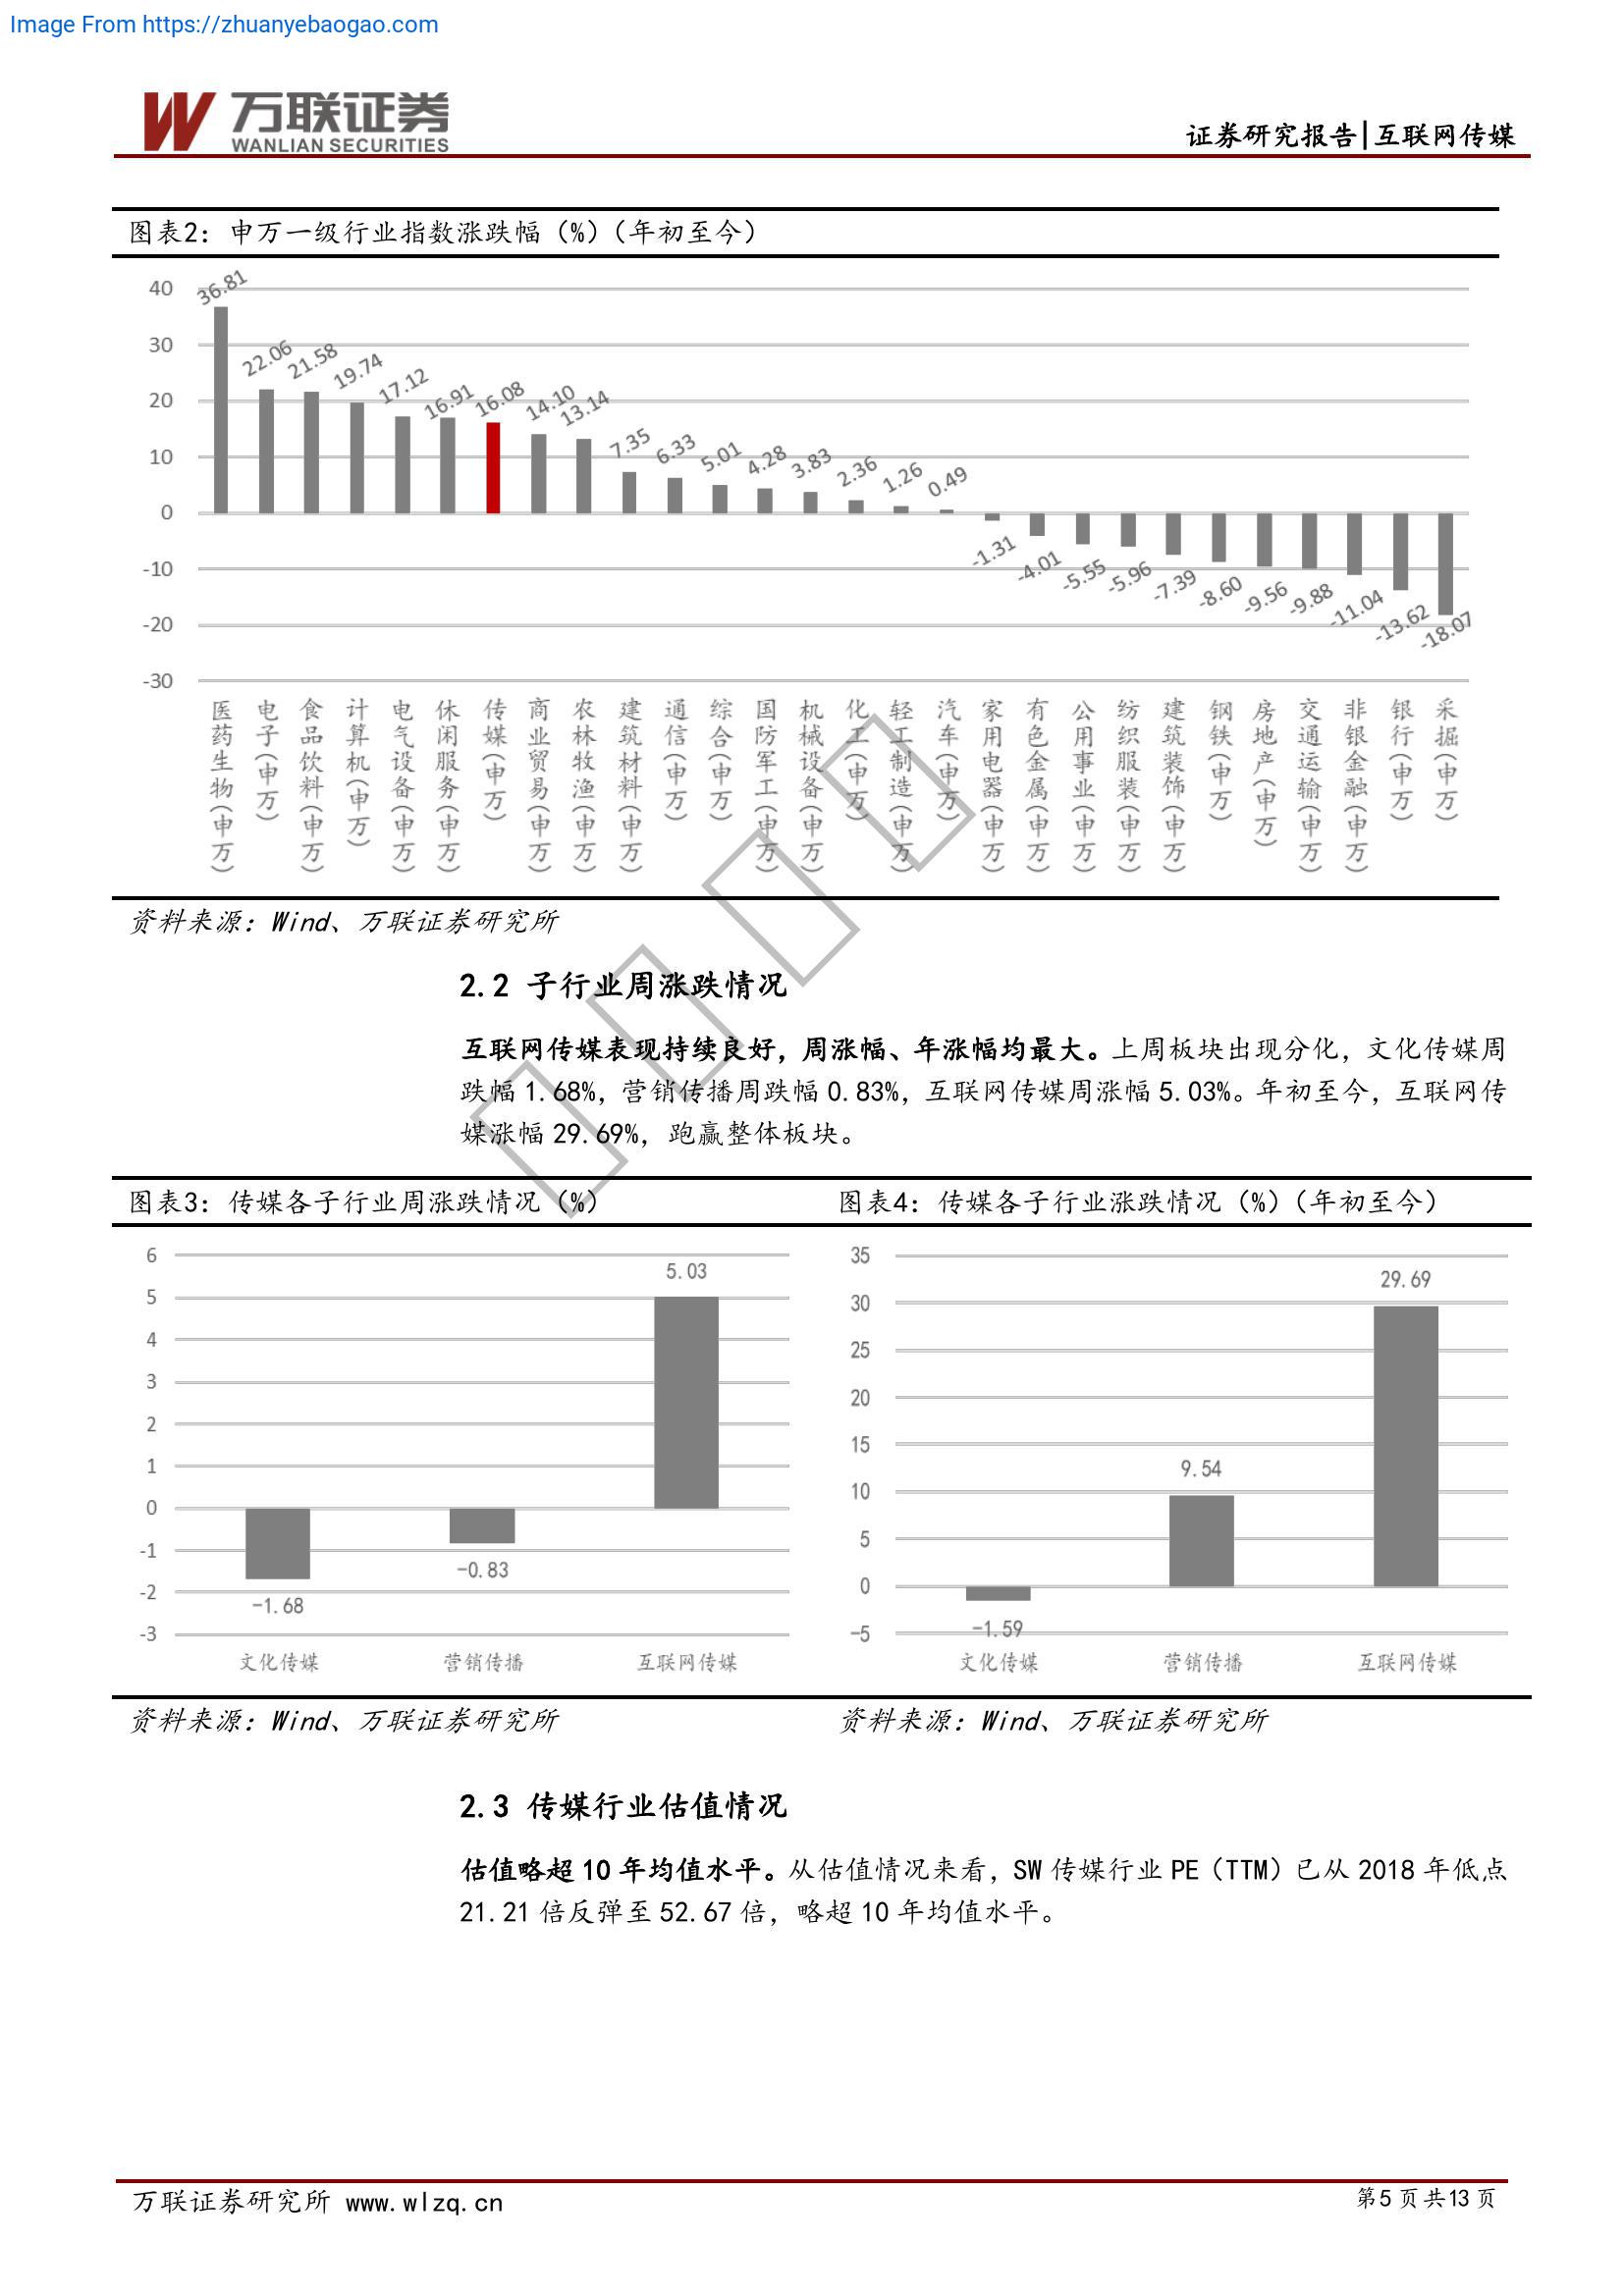 Image From https://zhuanyebaogao.com
万联证券
WANLIAN SECURITIES
证券研究报告|互联网传媒
图表2：申万一级行业指数涨跌幅（%）（年初至今）
40
30
20
10
0
-10
-20
-30
36.81
22.06
21.58
19.74
17.12
16.91
16.08
14.10
13.14
7.35
6.33
5.01
4.28
3.83
2.36
1.26
0.49
-1.31
-4.01
-5.55
-5.96
-7.39
-8.60
-9.56
-9.88
-11.04
-13.62
-18.07
医药生物(申万)
电子(申万)
食品饮料(申万)
计算机(申万)
电气设备(申万)
休闲服务(申万)
传媒(申万)
商业贸易(申万)
农林牧渔(申万)
建筑材料(申万)
通信(申万)
综合(申万)
国防军工(申万)
机械设备(申万)
化工(申万)
轻工制造(申万)
汽车(申万)
家用电器(申万)
有色金属(申万)
公用事业(申万)
纺织服装(申万)
建筑装饰(申万)
钢铁(申万)
房地产(申万)
交通运输(申万)
非银金融(申万)
银行(申万)
采掘(申万)
资料来源：Wind、万联证券研究所
2.2 子行业周涨跌情况
互联网传媒表现持续良好，周涨幅、年涨幅均最大。上周板块出现分化，文化传媒周
跌幅 1.68%，营销传播周跌幅 0.83%，互联网传媒周涨幅 5.03%。年初至今，互联网传
媒涨幅 29.69%，跑赢整体板块。
图表3：传媒各子行业周涨跌情况（%）
6
5
4
3
2
1
0
-1
-2
-3
-1.68
-0.83
5.03
文化传媒
营销传播
互联网传媒
资料来源：Wind、万联证券研究所
图表4：传媒各子行业涨跌情况（%）（年初至今）
35
30
25
20
15
10
5
0
-5
-1.59
9.54
29.69
文化传媒
营销传播
互联网传媒
资料来源：Wind、万联证券研究所
2.3 传媒行业估值情况
估值略超 10 年均值水平。从估值情况来看，SW 传媒行业 PE（TTM）已从 2018 年低点
21.21 倍反弹至 52.67 倍，略超 10 年均值水平。
万联证券研究所 www.wlzq.cn
第 5 页 共 13 页